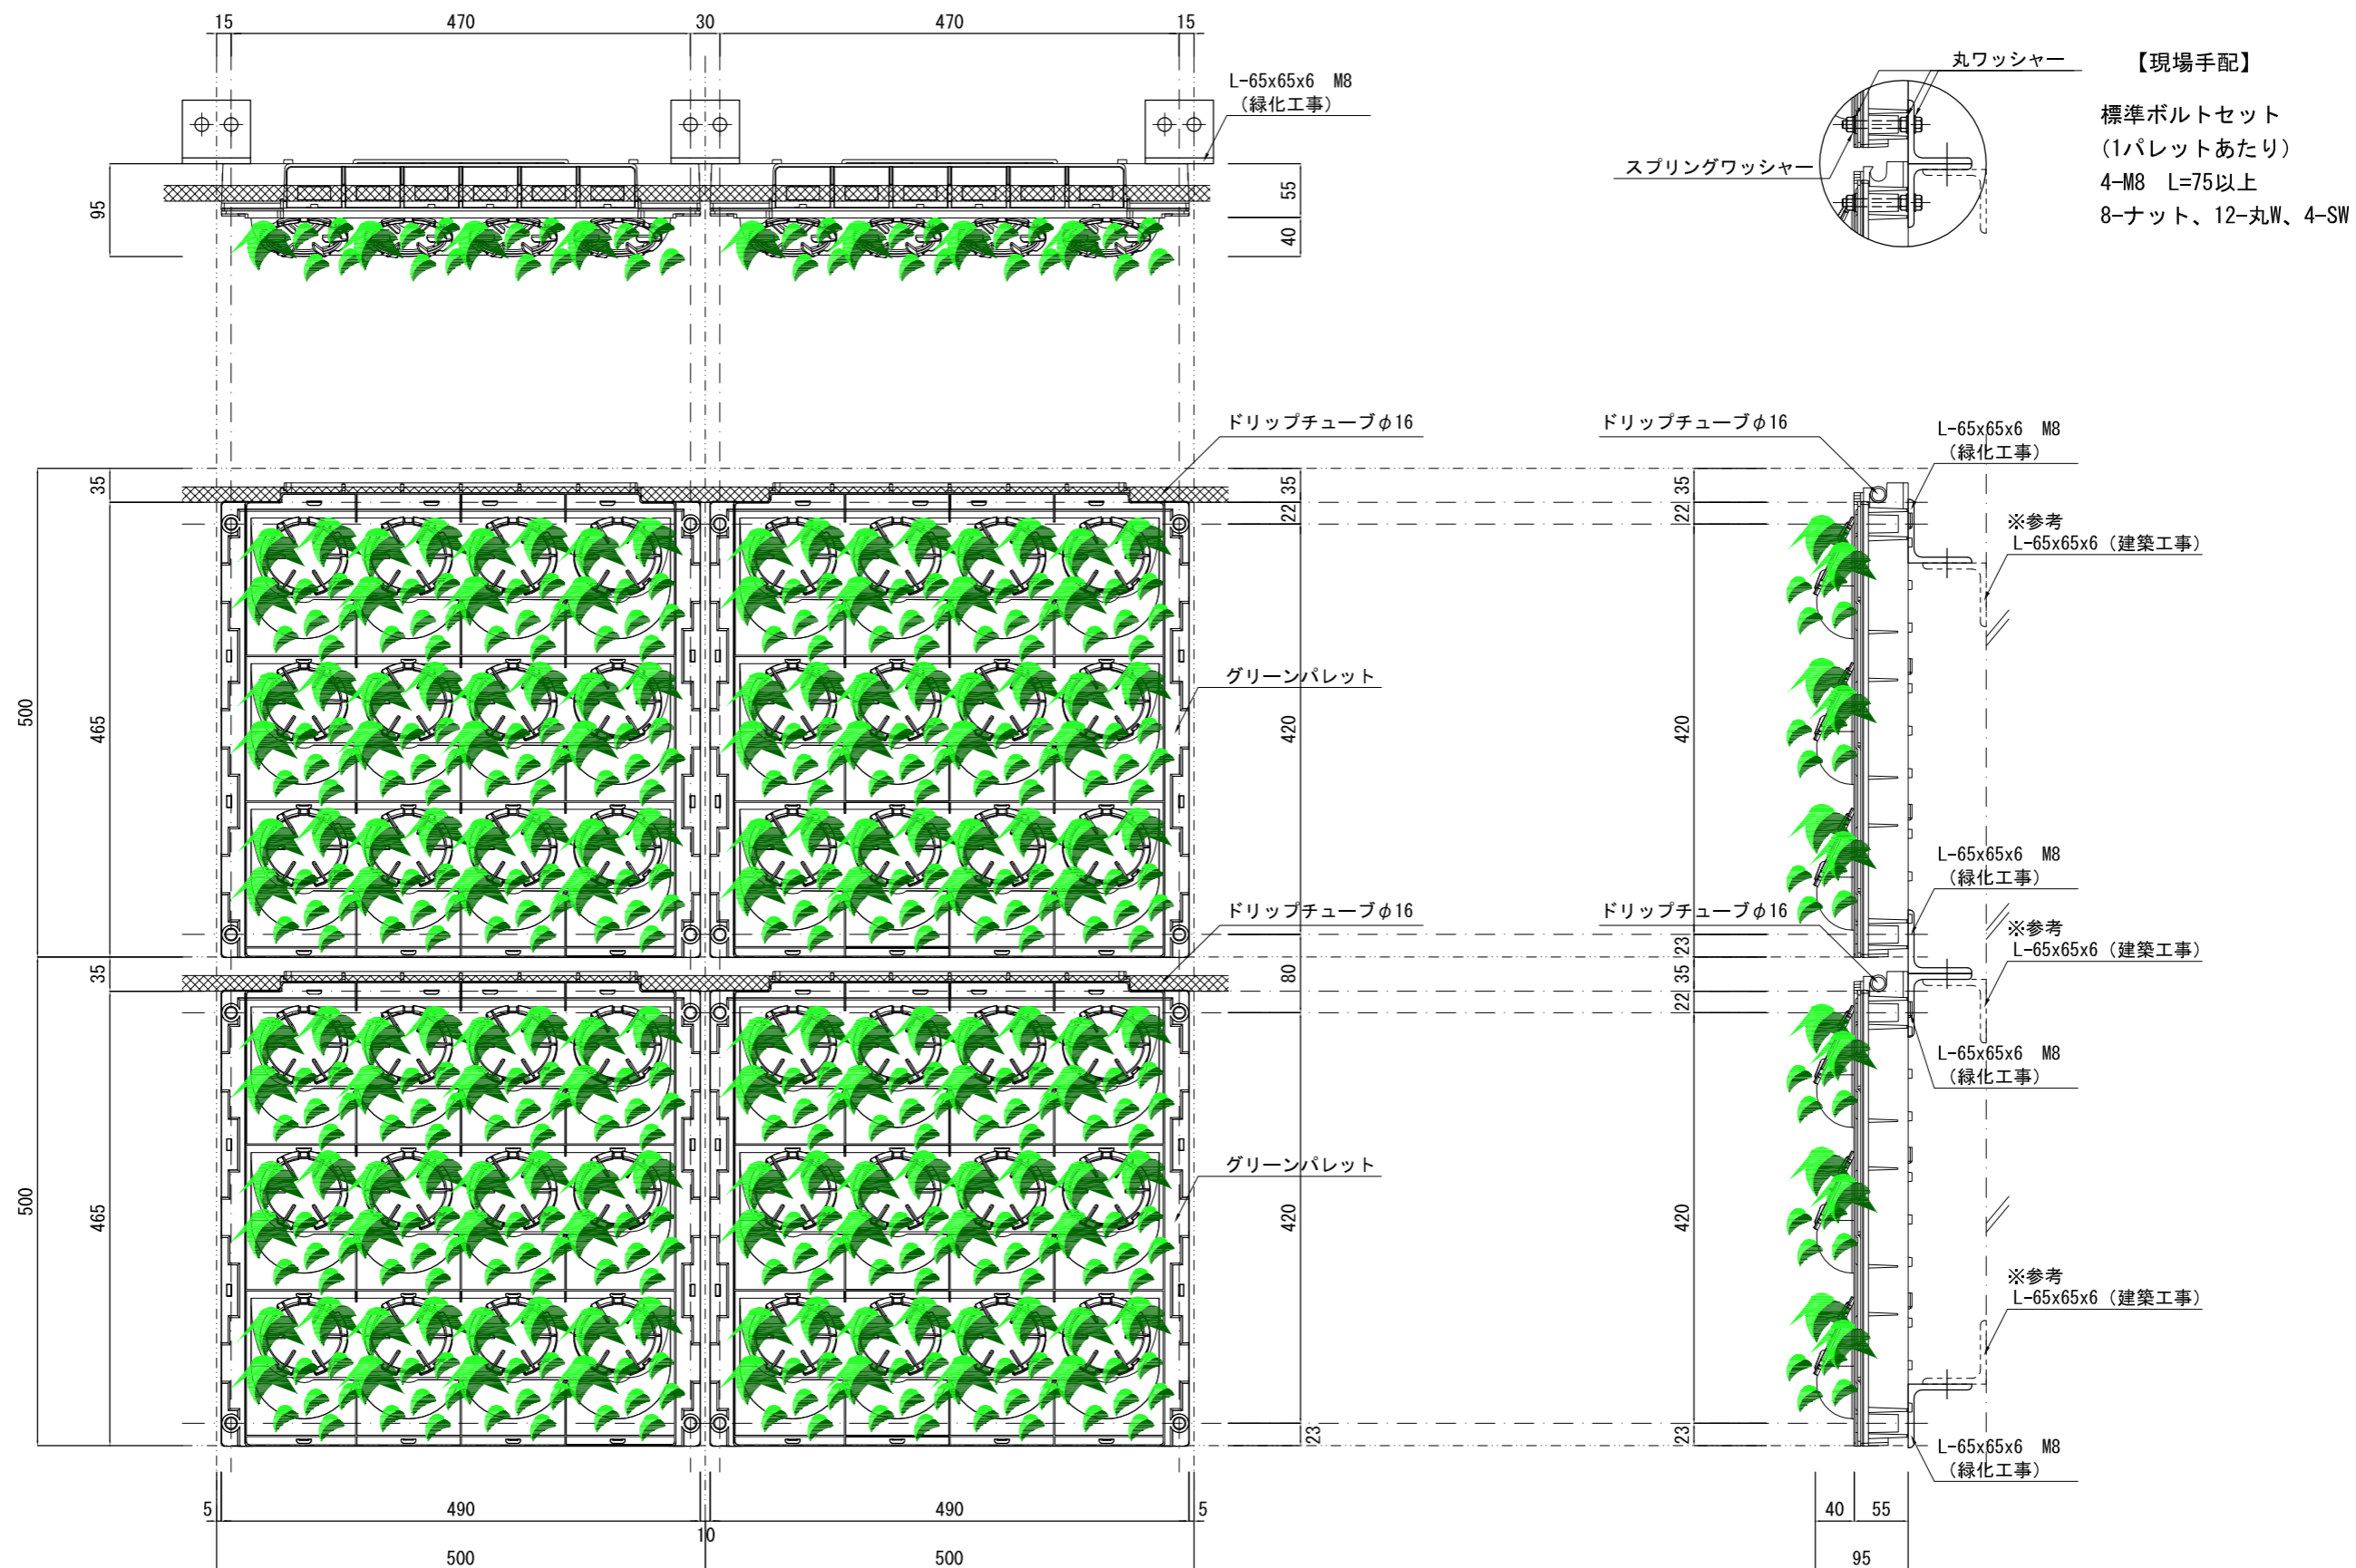 15 470 30 470 15
L-65x65x6 M8
(緑化工事)
95
55
40
丸ワッシャー
スプリングワッシャー
【現場手配】
標準ボルトセット
(1パレットあたり)
4-M8 L=75以上
8-ナット、12-丸W、4-SW
ドリップチューブφ16
ドリップチューブφ16
L-65x65x6 M8
(緑化工事)
35
35
35
22
22
※参考
L-65x65x6 (建築工事)
グリーンパレット
500
465
420
420
L-65x65x6 M8
(緑化工事)
ドリップチューブφ16
ドリップチューブφ16
※参考
L-65x65x6 (建築工事)
23
35
80
35
22
L-65x65x6 M8
(緑化工事)
グリーンパレット
500
465
420
420
※参考
L-65x65x6 (建築工事)
23
23
L-65x65x6 M8
(緑化工事)
5 490 490 5
10
40 55
500 500
95